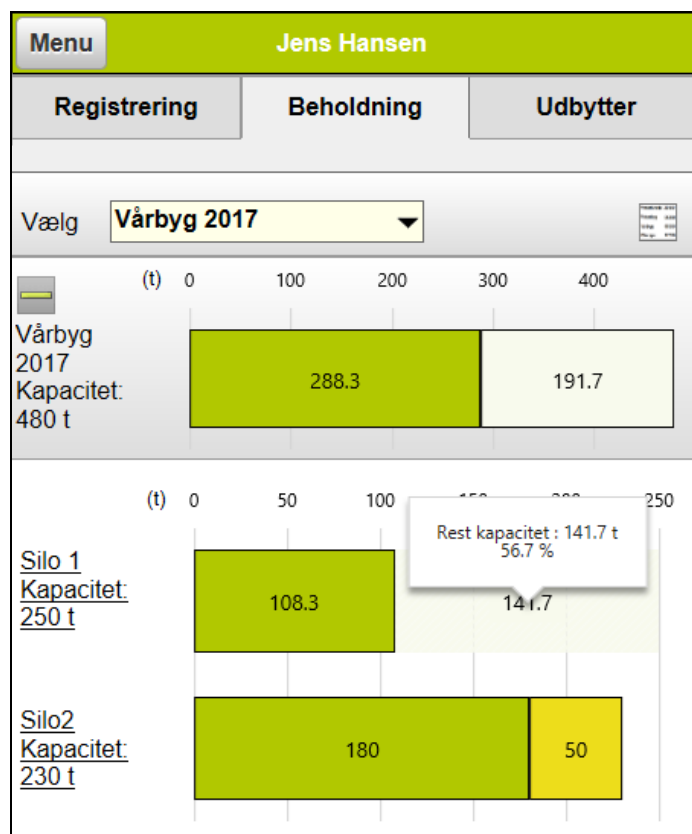 Menu
Jens Hansen
Registrering
Beholdning
Udbytter
Vælg
Vårbyg 2017
(t) 0 100 200 300 400
Vårbyg
2017
Kapacitet:
480 t
288.3 191.7
(t) 0 50 100 250
Rest kapacitet : 141.7 t
56.7 %
Silo 1
Kapacitet:
250 t
108.3 141.7
Silo2
Kapacitet:
230 t
180 50